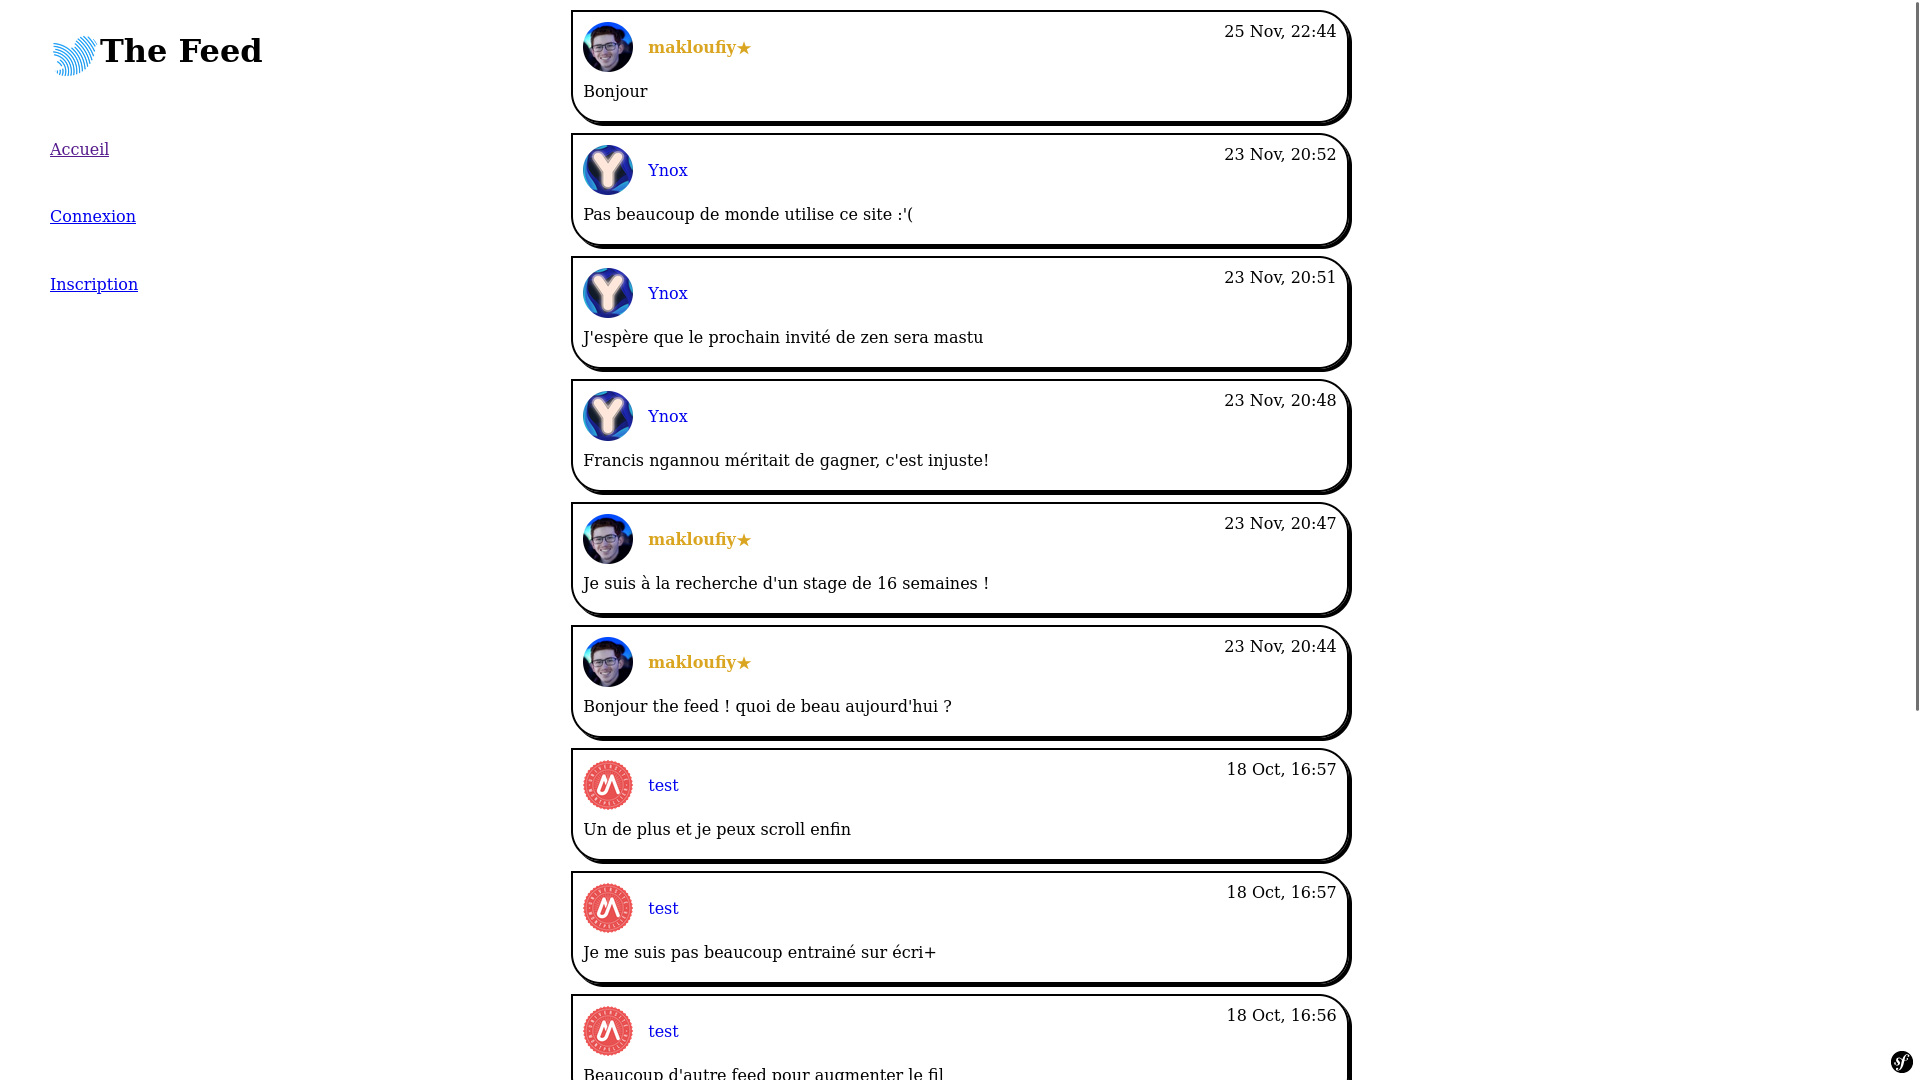 The Feed
Accueil
Connexion
Inscription
makloufiy★
25 Nov, 22:44
Bonjour
Ynox
23 Nov, 20:52
Pas beaucoup de monde utilise ce site :'(
Ynox
23 Nov, 20:51
J'espère que le prochain invité de zen sera mastu
Ynox
23 Nov, 20:48
Francis ngannou méritait de gagner, c'est injuste!
makloufiy★
23 Nov, 20:47
Je suis à la recherche d'un stage de 16 semaines !
makloufiy★
23 Nov, 20:44
Bonjour the feed ! quoi de beau aujourd'hui ?
test
18 Oct, 16:57
Un de plus et je peux scroll enfin
test
18 Oct, 16:57
Je me suis pas beaucoup entrainé sur écri+
test
18 Oct, 16:56
Beaucoup d'autre feed pour augmenter le fil